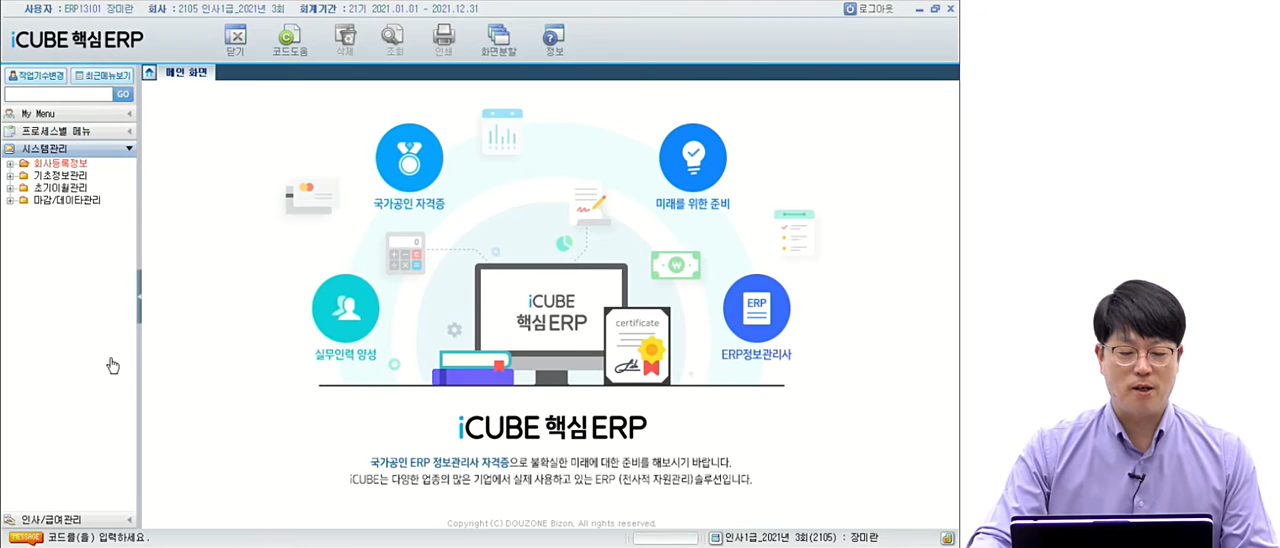 사용자 : ERP13I01 장미란 회사 : 2105 인사1급_2021년 3회 회계기간 : 21기 2021.01.01 ~ 2021.12.31 로그아웃
iCUBE 핵심 ERP
닫기 코드도움 삭제 조회 인쇄 화면분할 정보
작업기수변경 최근메뉴보기 메인 화면
GO
My Menu
프로세스별 메뉴
시스템관리
회사등록정보
기초정보관리
초기이월관리
마감/데이타관리
국가공인 자격증
미래를 위한 준비
0
iCUBE
핵심 ERP
certificate
ERP
실무인력 양성
ERP정보관리사
iCUBE 핵심 ERP
국가공인 ERP 정보관리사 자격증으로 불확실한 미래에 대한 준비를 해보시기 바랍니다.
iCUBE는 다양한 업종의 많은 기업에서 실제 사용하고 있는 ERP (전사적 자원관리)솔루션입니다.
Copyright (C) DOUZONE Bizon, All rights reserved.
인사/급여관리
MESSAGE 코드를(을) 입력하세요. 인사1급_2021년 3회(2105) : 장미란